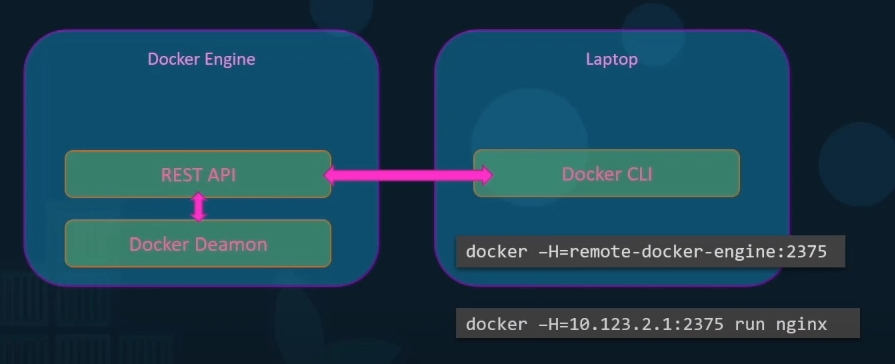 Docker Engine
Laptop
REST API
Docker CLI
Docker Deamon
docker –H=remote-docker-engine:2375
docker –H=10.123.2.1:2375 run nginx